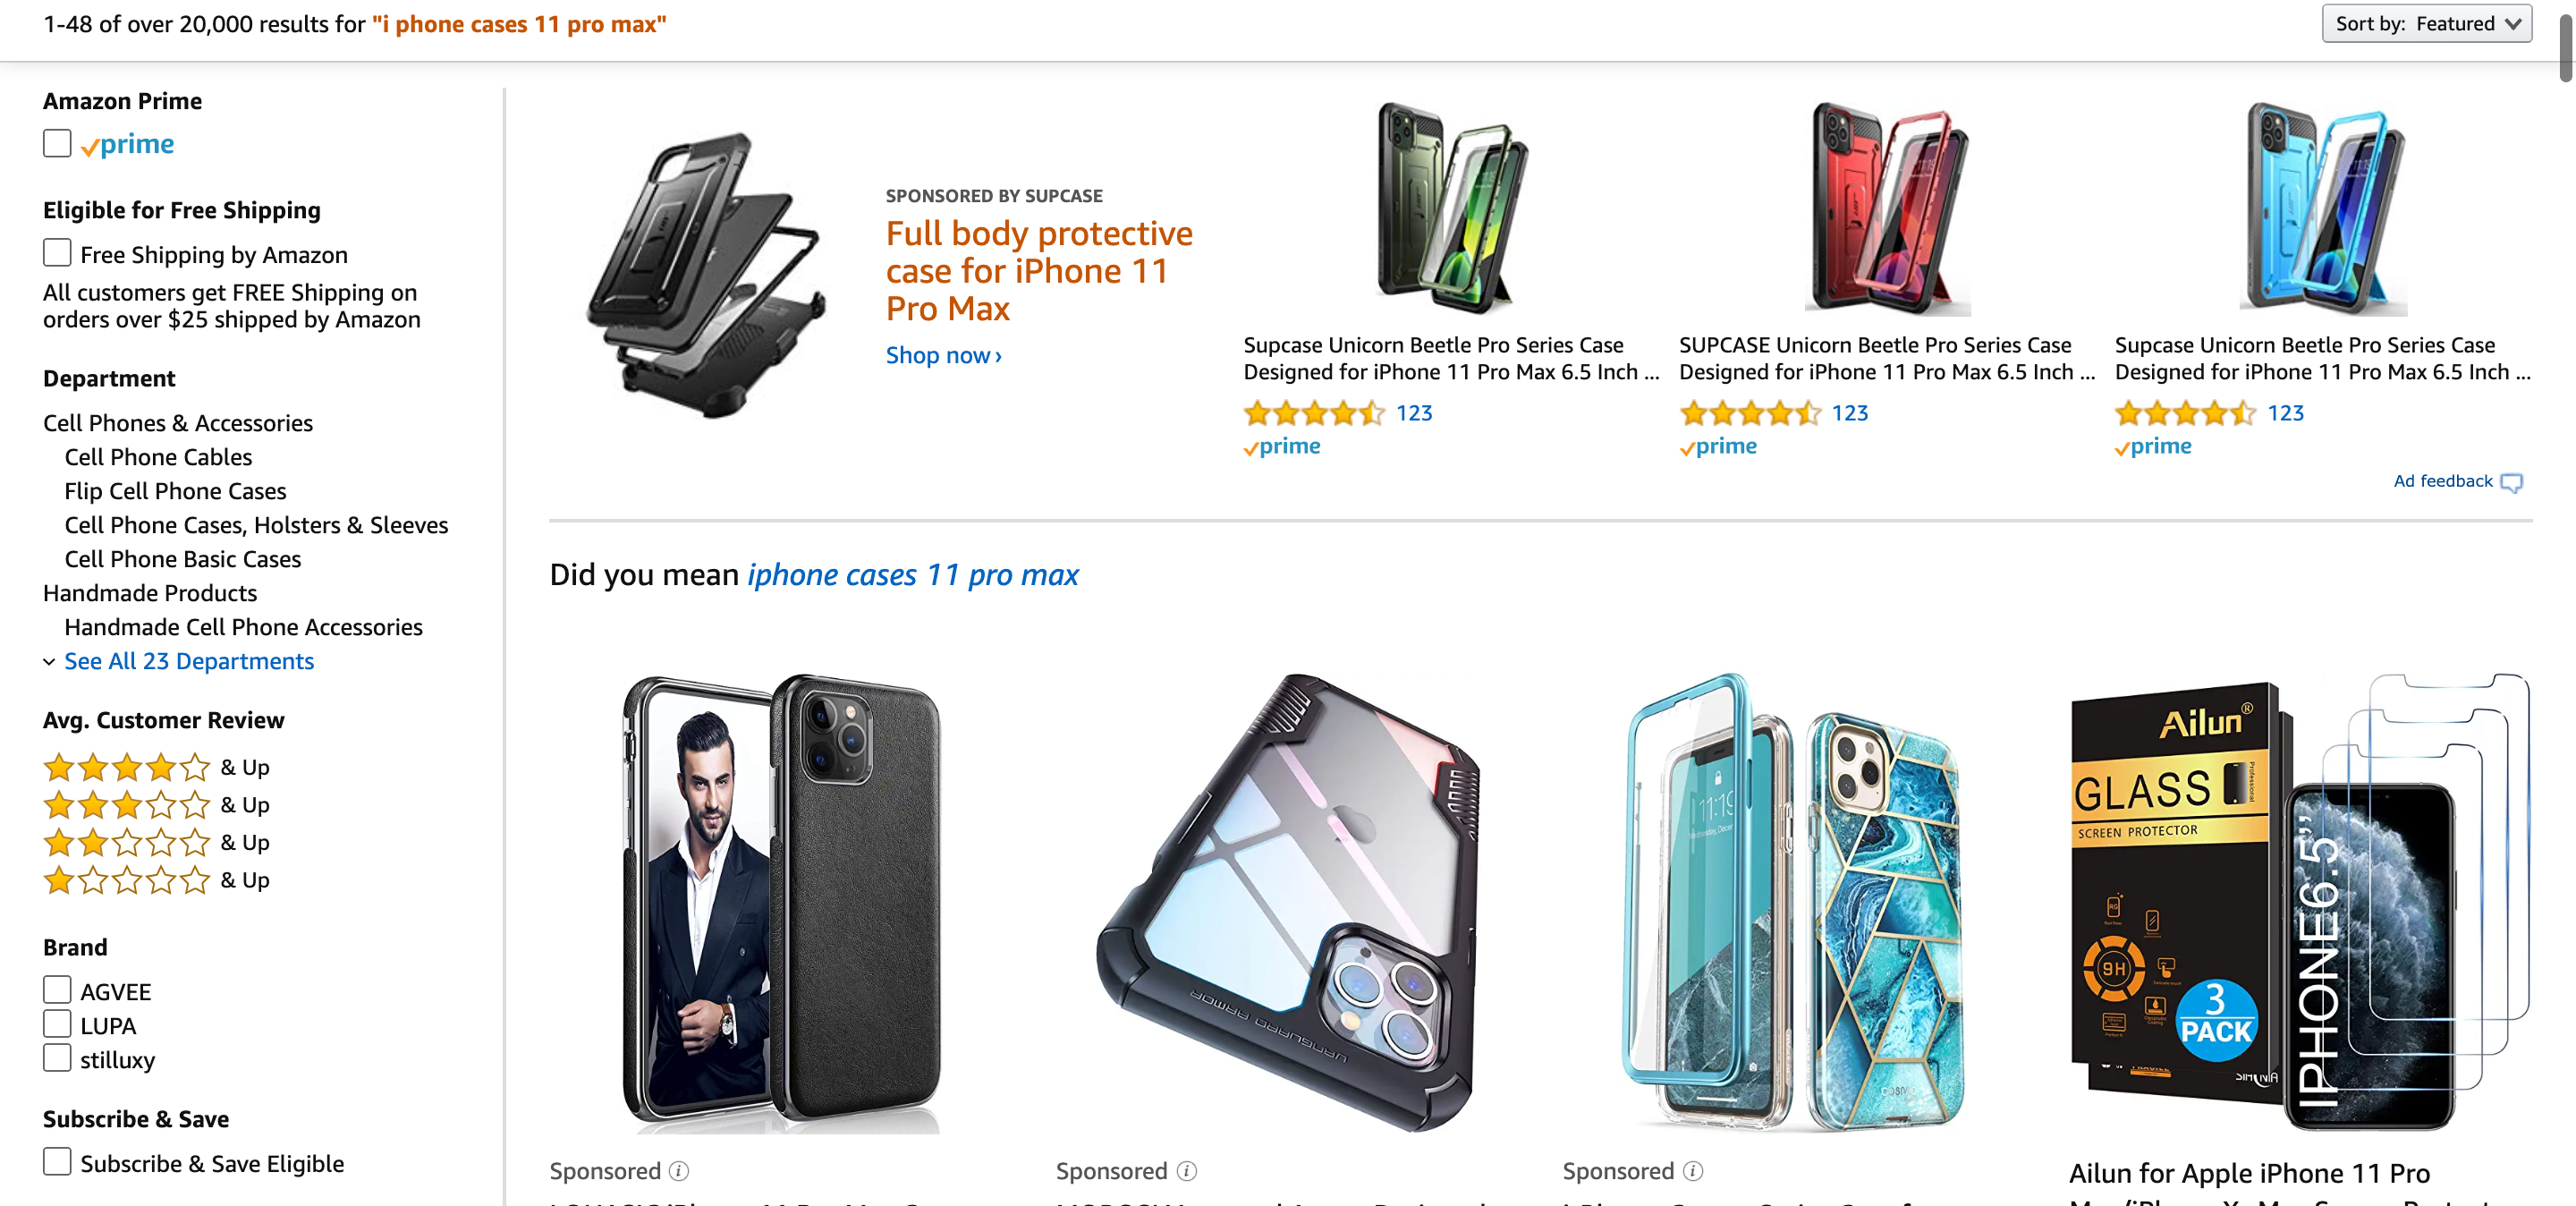 1-48 of over 20,000 results for "i phone cases 11 pro max"
Sort by: Featured
Amazon Prime
prime
Eligible for Free Shipping
Free Shipping by Amazon
All customers get FREE Shipping on
orders over $25 shipped by Amazon
Department
Cell Phones & Accessories
Cell Phone Cables
Flip Cell Phone Cases
Cell Phone Cases, Holsters & Sleeves
Cell Phone Basic Cases
Handmade Products
Handmade Cell Phone Accessories
See All 23 Departments
Avg. Customer Review
& Up
& Up
& Up
& Up
Brand
AGVEE
LUPA
stilluxy
Subscribe & Save
Subscribe & Save Eligible
SPONSORED BY SUPCASE
Full body protective
case for iPhone 11
Pro Max
Shop now ›
Supcase Unicorn Beetle Pro Series Case
Designed for iPhone 11 Pro Max 6.5 Inch ...
123
prime
SUPCASE Unicorn Beetle Pro Series Case
Designed for iPhone 11 Pro Max 6.5 Inch ...
123
prime
Supcase Unicorn Beetle Pro Series Case
Designed for iPhone 11 Pro Max 6.5 Inch ...
123
prime
Ad feedback
Did you mean iphone cases 11 pro max
VANGUARD ARMOR
11:19
COSMO
Ailun®
GLASS
Professional
SCREEN PROTECTOR
9H
3
PACK
IPHONE6.5"
Sponsored
Sponsored
Sponsored
Ailun for Apple iPhone 11 Pro